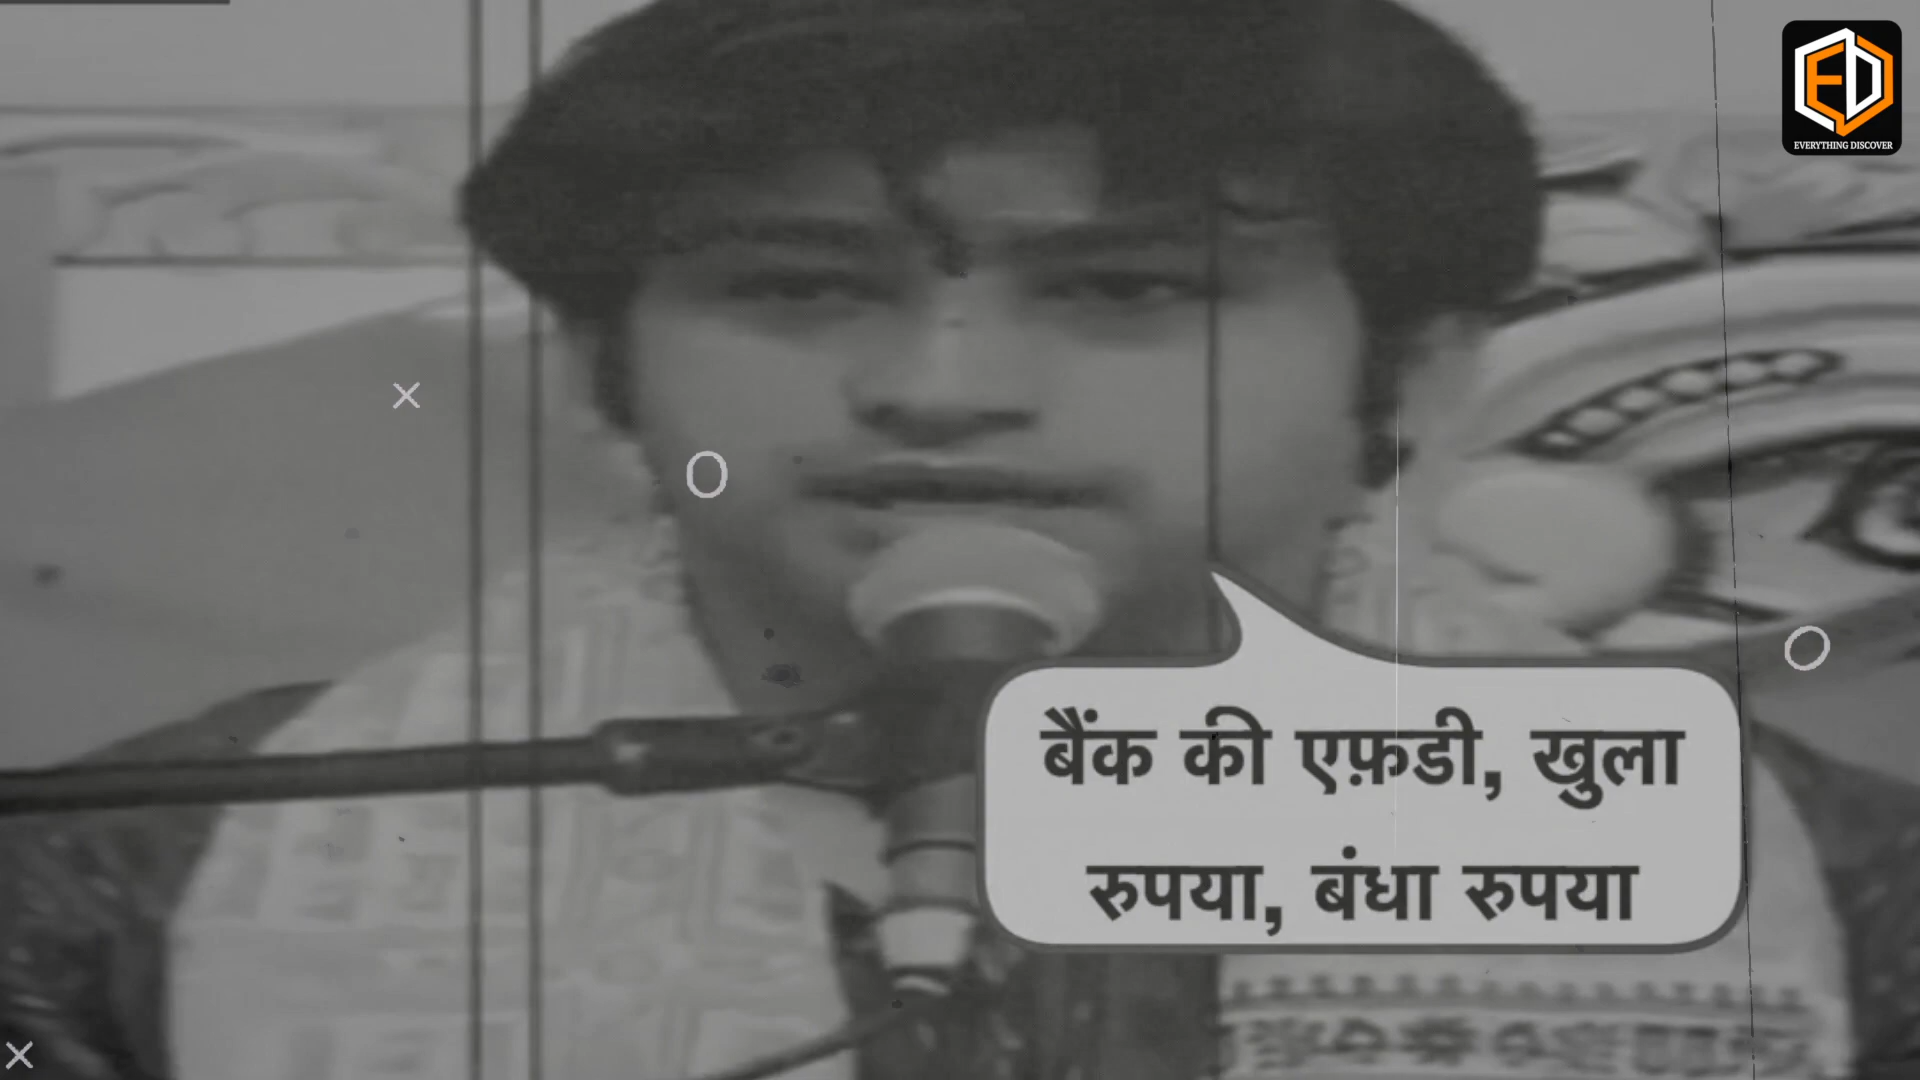 EVERYTHING DISCOVER
बैंक की एफ़डी, खुला
रुपया, बंधा रुपया